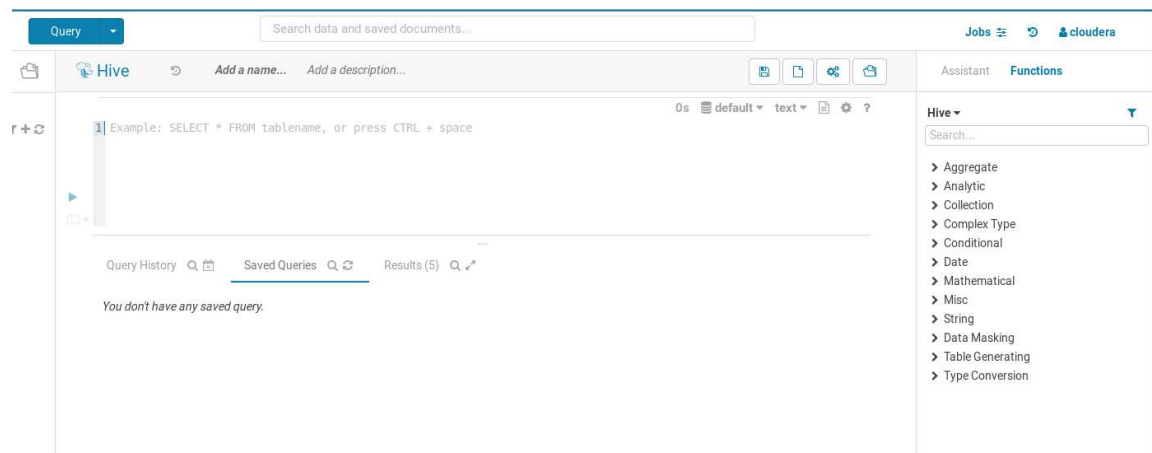 Query
Search data and saved documents...
Jobs
cloudera
Hive
Add a name...
Add a description...
Assistant
Functions
0s default text ?
1 Example: SELECT * FROM tablename, or press CTRL + space
Hive
Search...
Aggregate
Analytic
Collection
Complex Type
Conditional
Date
Mathematical
Misc
String
Data Masking
Table Generating
Type Conversion
Query History
Saved Queries
Results (5)
You don't have any saved query.